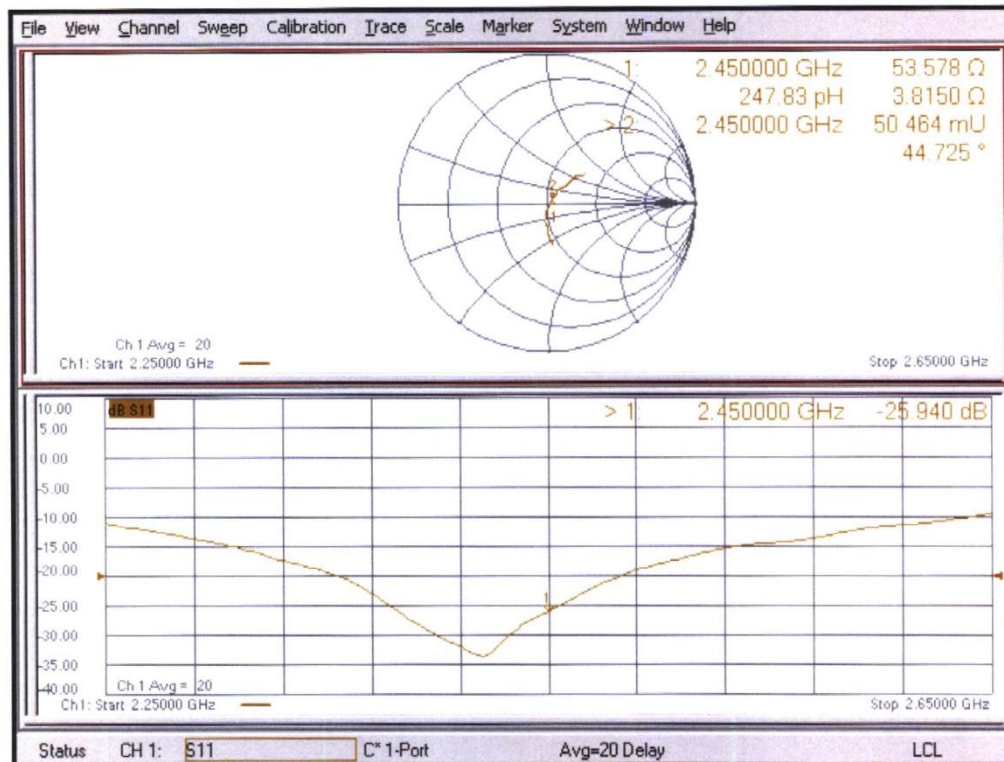 File View Channel Sweep Calibration Trace Scale Marker System Window Help
1: 2.450000 GHz 53.578 Ω
247.83 pH 3.8150 Ω
> 2 2.450000 GHz 50.464 mU
44.725 °
2
1
Ch 1 Avg = 20
Ch1: Start 2.25000 GHz Stop 2.65000 GHz
10.00 dB S11 > 1: 2.450000 GHz -25.940 dB
5.00
0.00
-5.00
-10.00
-15.00
-20.00
-25.00 1
-30.00
-35.00
-40.00 Ch 1 Avg = 20
Ch1: Start 2.25000 GHz Stop 2.65000 GHz
Status CH 1: S11 C* 1-Port Avg=20 Delay LCL